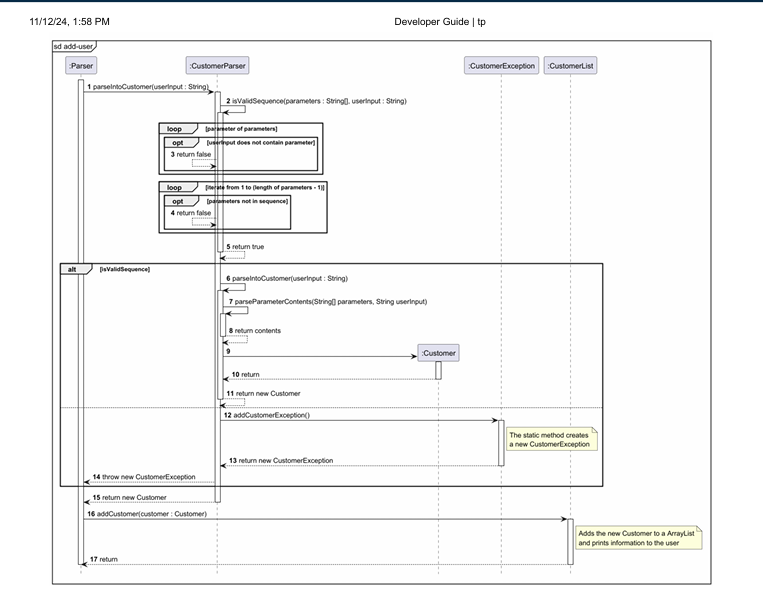 11/12/24, 1:58 PM
Developer Guide | tp
sd add-user
:Parser
:CustomerParser
:CustomerException
:CustomerList
1 parseIntoCustomer(userInput : String)
2 isValidSequence(parameters : String[], userInput : String)
loop [parameter of parameters]
opt [userInput does not contain parameter]
3 return false
loop [iterate from 1 to (length of parameters - 1)]
opt [parameters not in sequence]
4 return false
5 return true
alt [isValidSequence]
6 parseIntoCustomer(userInput : String)
7 parseParameterContents(String[] parameters, String userInput)
8 return contents
9
:Customer
10 return
11 return new Customer
12 addCustomerException()
The static method creates
a new CustomerException
13 return new CustomerException
14 throw new CustomerException
15 return new Customer
16 addCustomer(customer : Customer)
Adds the new Customer to a ArrayList
and prints information to the user
17 return